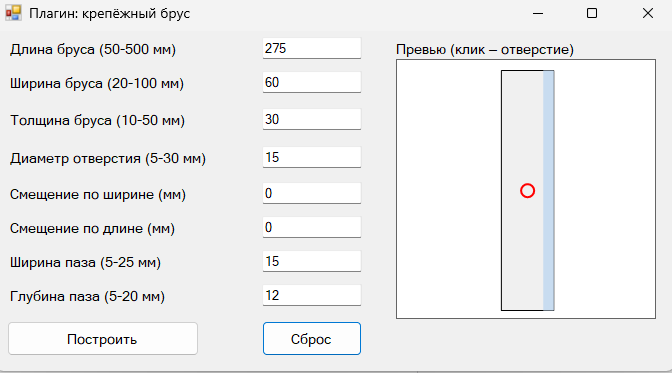 Плагин: крепёжный брус
Длина бруса (50-500 мм) 275
Ширина бруса (20-100 мм) 60
Толщина бруса (10-50 мм) 30
Диаметр отверстия (5-30 мм) 15
Смещение по ширине (мм) 0
Смещение по длине (мм) 0
Ширина паза (5-25 мм) 15
Глубина паза (5-20 мм) 12
Построить Сброс
Превью (клик – отверстие)